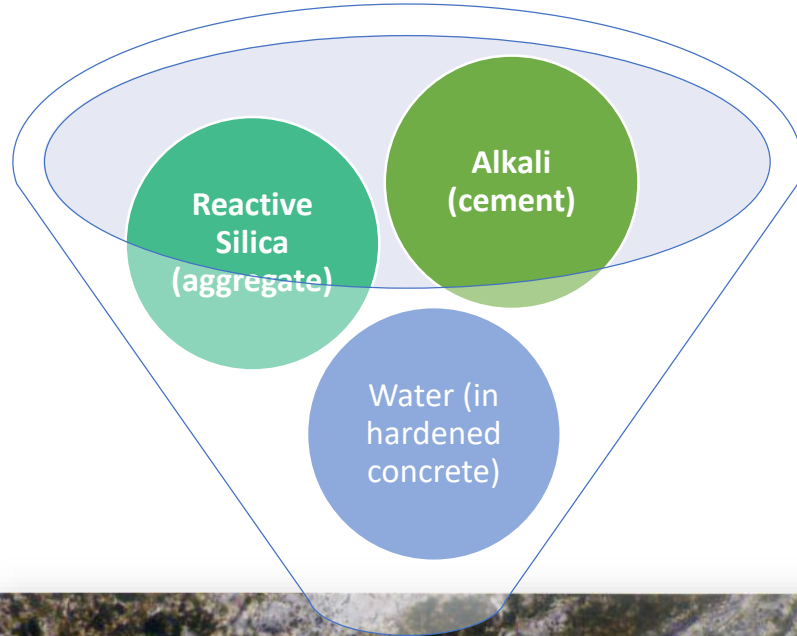 Alkali
(cement)
Reactive
Silica
(aggregate)
Water (in
hardened
concrete)